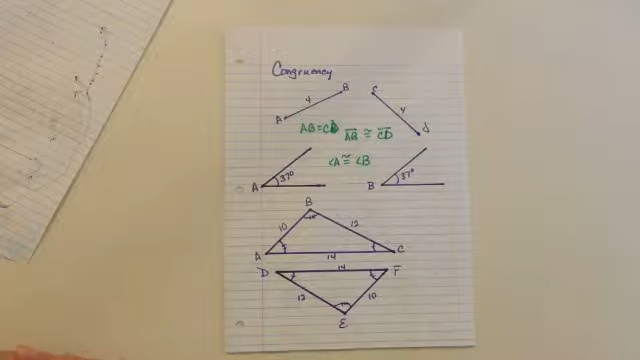 Congruency
B C
4 4
A d
AB=CD AB ≅ CD
∠A ≅ ∠B
A 37° B 37°
B
10 12
A C
14
D 14 F
12 10
E